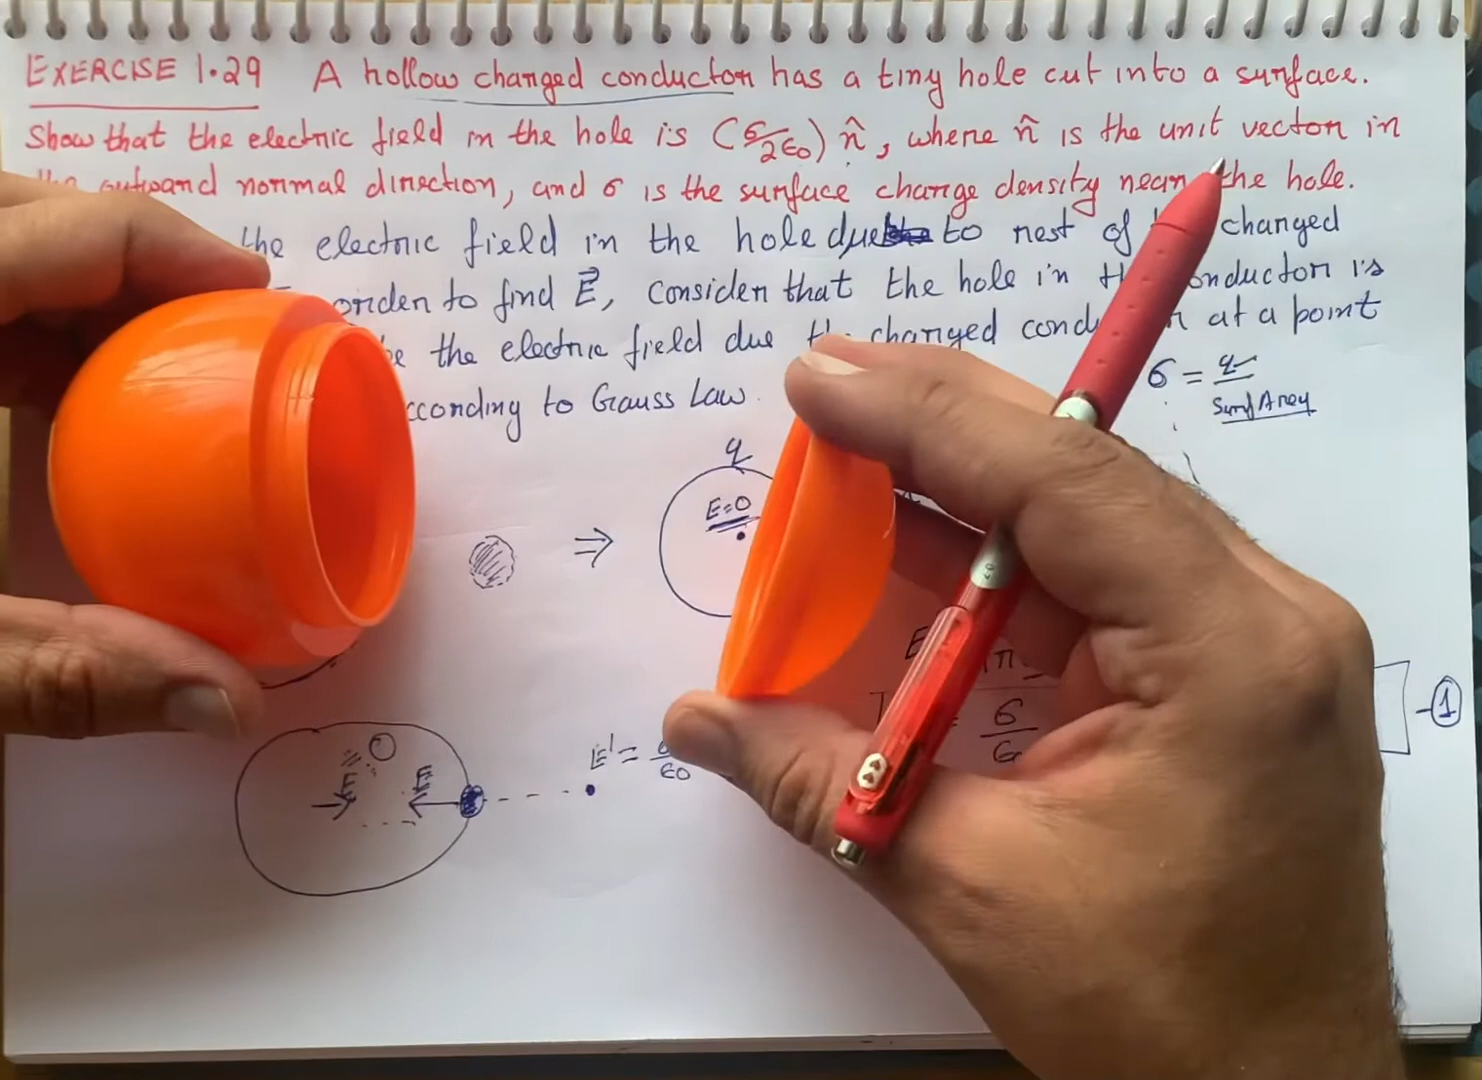 EXERCISE 1.29 A hollow charged conductor has a tiny hole cut into a surface.
Show that the electric field in the hole is (σ/2ε0) n̂, where n̂ is the unit vector in
outward normal direction, and σ is the surface charge density near the hole.
the electric field in the hole due to rest of charged
order to find E⃗, Consider that the hole in conductor is
the electric field due charged at a point
According to Gauss Law.
σ = q / Surf Area
q
E=0
⇒
E
σ/ε0
-①
E E
E' = ε0